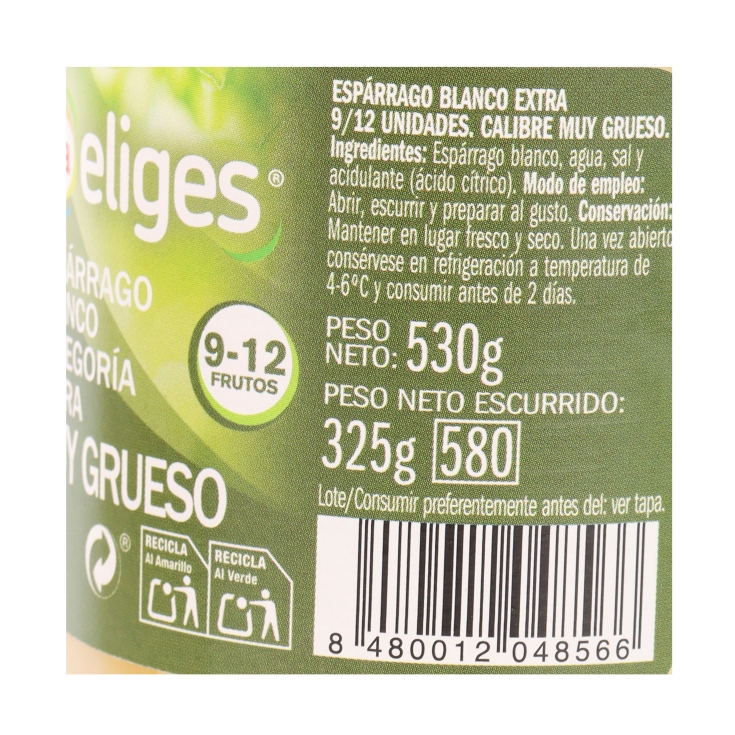 eliges®
ÁRRAGO
NCO
EGORÍA
RA
Y GRUESO
9-12
FRUTOS
®
RECICLA
Al Amarillo
RECICLA
Al Verde
ESPÁRRAGO BLANCO EXTRA
9/12 UNIDADES. CALIBRE MUY GRUESO.
Ingredientes: Espárrago blanco, agua, sal y
acidulante (ácido cítrico). Modo de empleo:
Abrir, escurrir y preparar al gusto. Conservación:
Mantener en lugar fresco y seco. Una vez abierto
consérvese en refrigeración a temperatura de
4-6ºC y consumir antes de 2 días.
PESO
NETO: 530g
PESO NETO ESCURRIDO:
325g 580
Lote/Consumir preferentemente antes del: ver tapa.
8 480012 048566